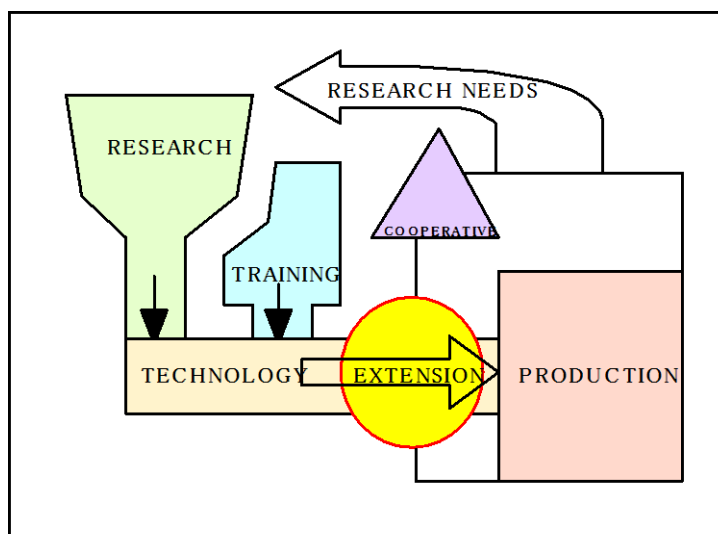 RESEARCH NEEDS
RESEARCH
COOPERATIVE
TRAINING
TECHNOLOGY
EXTENSION
PRODUCTION